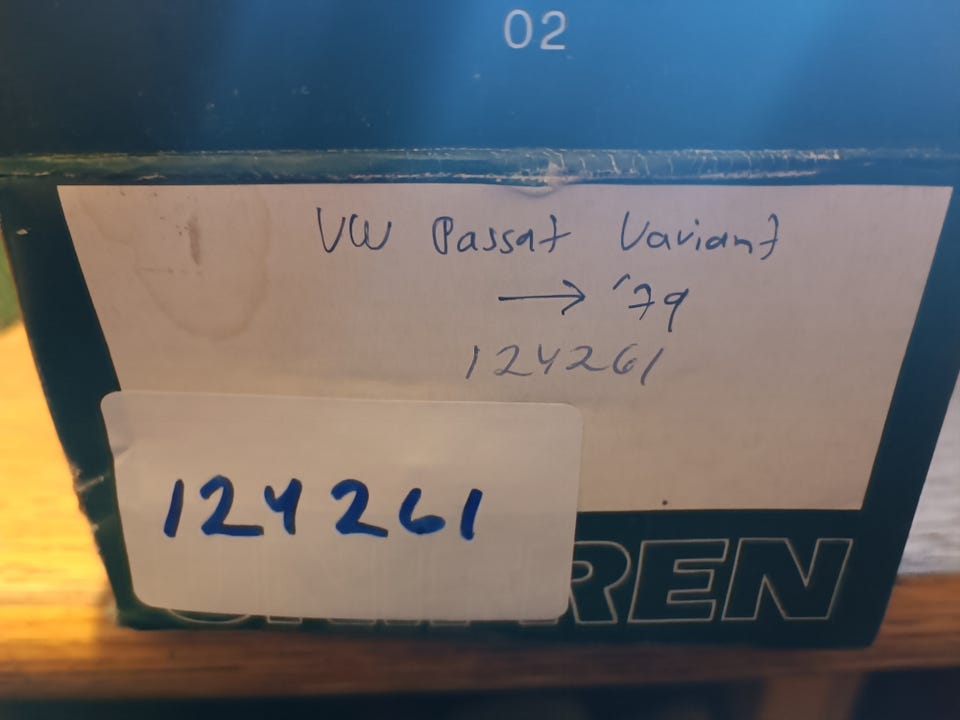 02
VW Passat Variant
→ '79
124261
124261